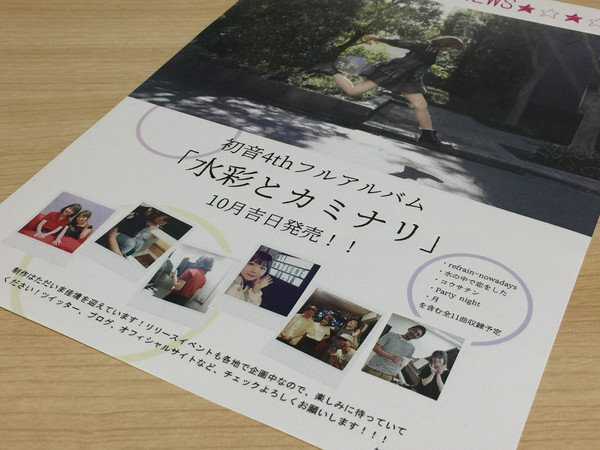 NEWS★☆★☆
初音4thフルアルバム
「水彩とカミナリ」
10月吉日発売！！
・refrain-nowadays
・水の中で恋をした
・コウサテン
・Party night
・月
を含む全11曲収録予定
制作はただいま後機を迎えています！リリースイベントも各地で企画中なので、楽しみに待っていて
ください！ツイッター、ブログ、オフィシャルサイトなど、チェックよろしくお願いします！！！